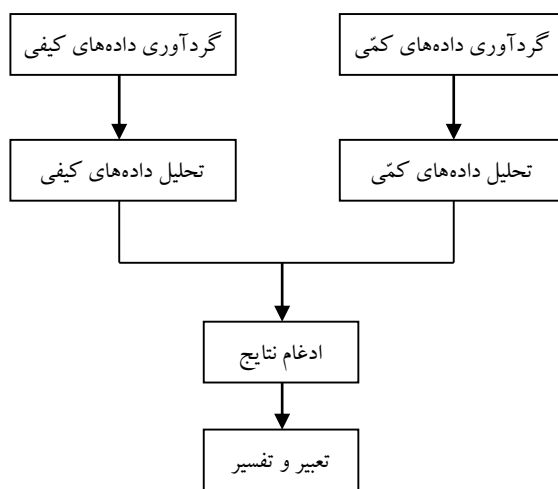 گردآوری داده‌های کمّی
گردآوری داده‌های کیفی
تحلیل داده‌های کمّی
تحلیل داده‌های کیفی
ادغام نتایج
تعبیر و تفسیر